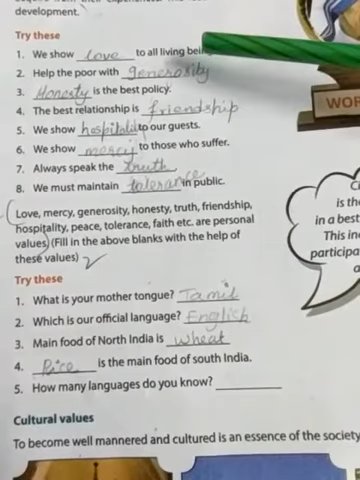 development.
Try these
1. We show love to all living bei
2. Help the poor with generosity
3. Honesty is the best policy.
4. The best relationship is friendship
5. We show hospitality to our guests.
6. We show mercy to those who suffer.
7. Always speak the truth
8. We must maintain tolerance in public.
Love, mercy, generosity, honesty, truth, friendship,
hospitality, peace, tolerance, faith etc. are personal
values (Fill in the above blanks with the help of
these values)
Try these
1. What is your mother tongue? Tamil
2. Which is our official language? English
3. Main food of North India is wheat
4. Rice is the main food of south India.
5. How many languages do you know?
Cultural values
To become well mannered and cultured is an essence of the society
WOR
is th
in a best
This in
participa